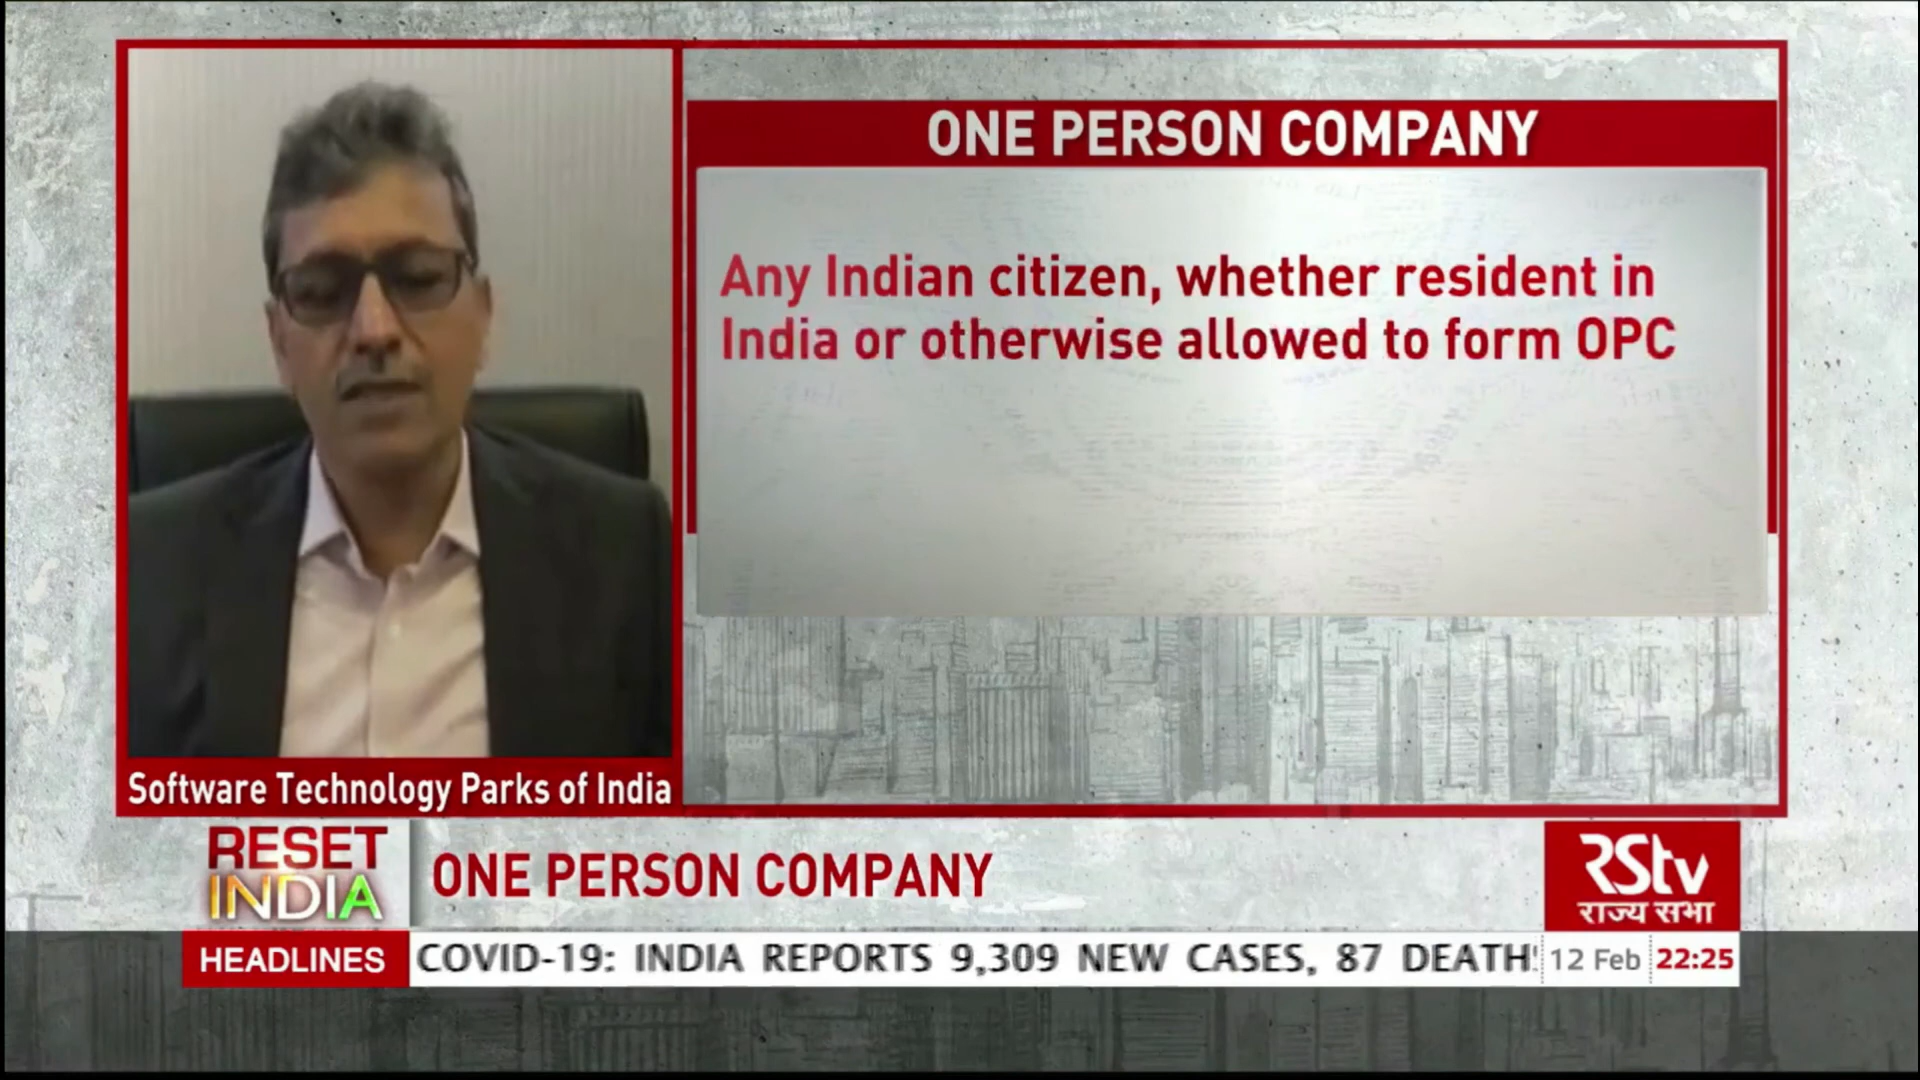 ONE PERSON COMPANY
Any Indian citizen, whether resident in
India or otherwise allowed to form OPC
Software Technology Parks of India
RESET
INDIA
ONE PERSON COMPANY
RStv
राज्य सभा
HEADLINES
COVID-19: INDIA REPORTS 9,309 NEW CASES, 87 DEATH
12 Feb
22:25